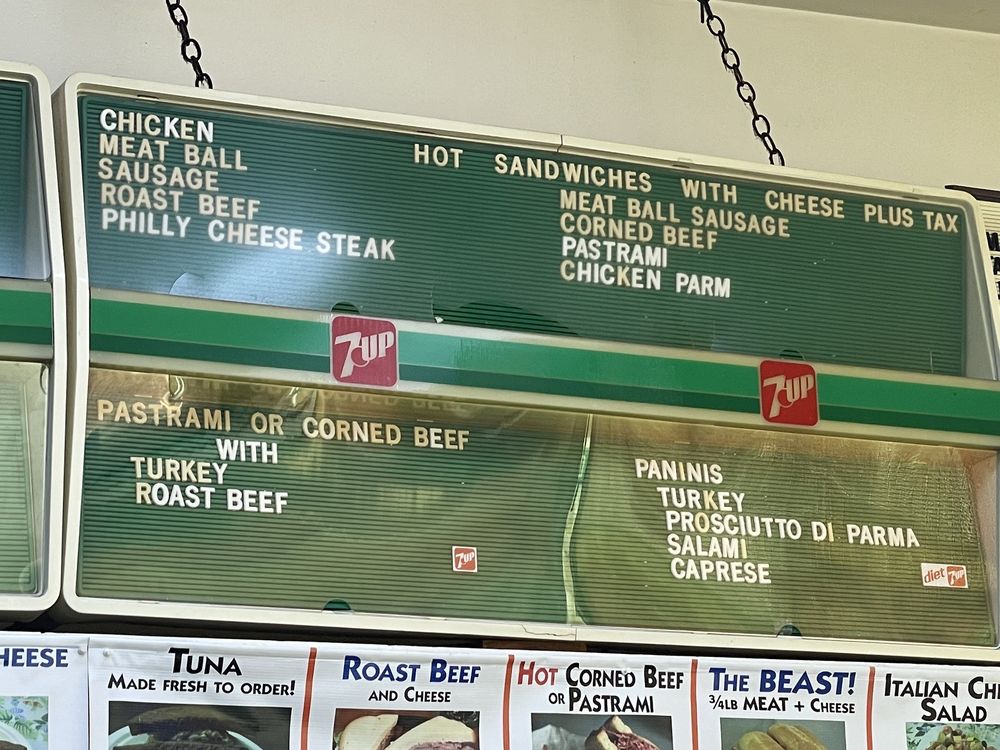 HOT SANDWICHES WITH CHEESE PLUS TAX
CHICKEN
MEAT BALL
SAUSAGE
ROAST BEEF
PHILLY CHEESE STEAK
MEAT BALL SAUSAGE
CORNED BEEF
PASTRAMI
CHICKEN PARM
7UP
7UP
PASTRAMI OR CORNED BEEF
WITH
TURKEY
ROAST BEEF
7UP
PANINIS
TURKEY
PROSCIUTTO DI PARMA
SALAMI
CAPRESE
diet 7UP
TUNA
MADE FRESH TO ORDER!
ROAST BEEF
AND CHEESE
HOT CORNED BEEF
OR PASTRAMI
THE BEAST!
3/4LB MEAT + CHEESE
ITALIAN
SALAD